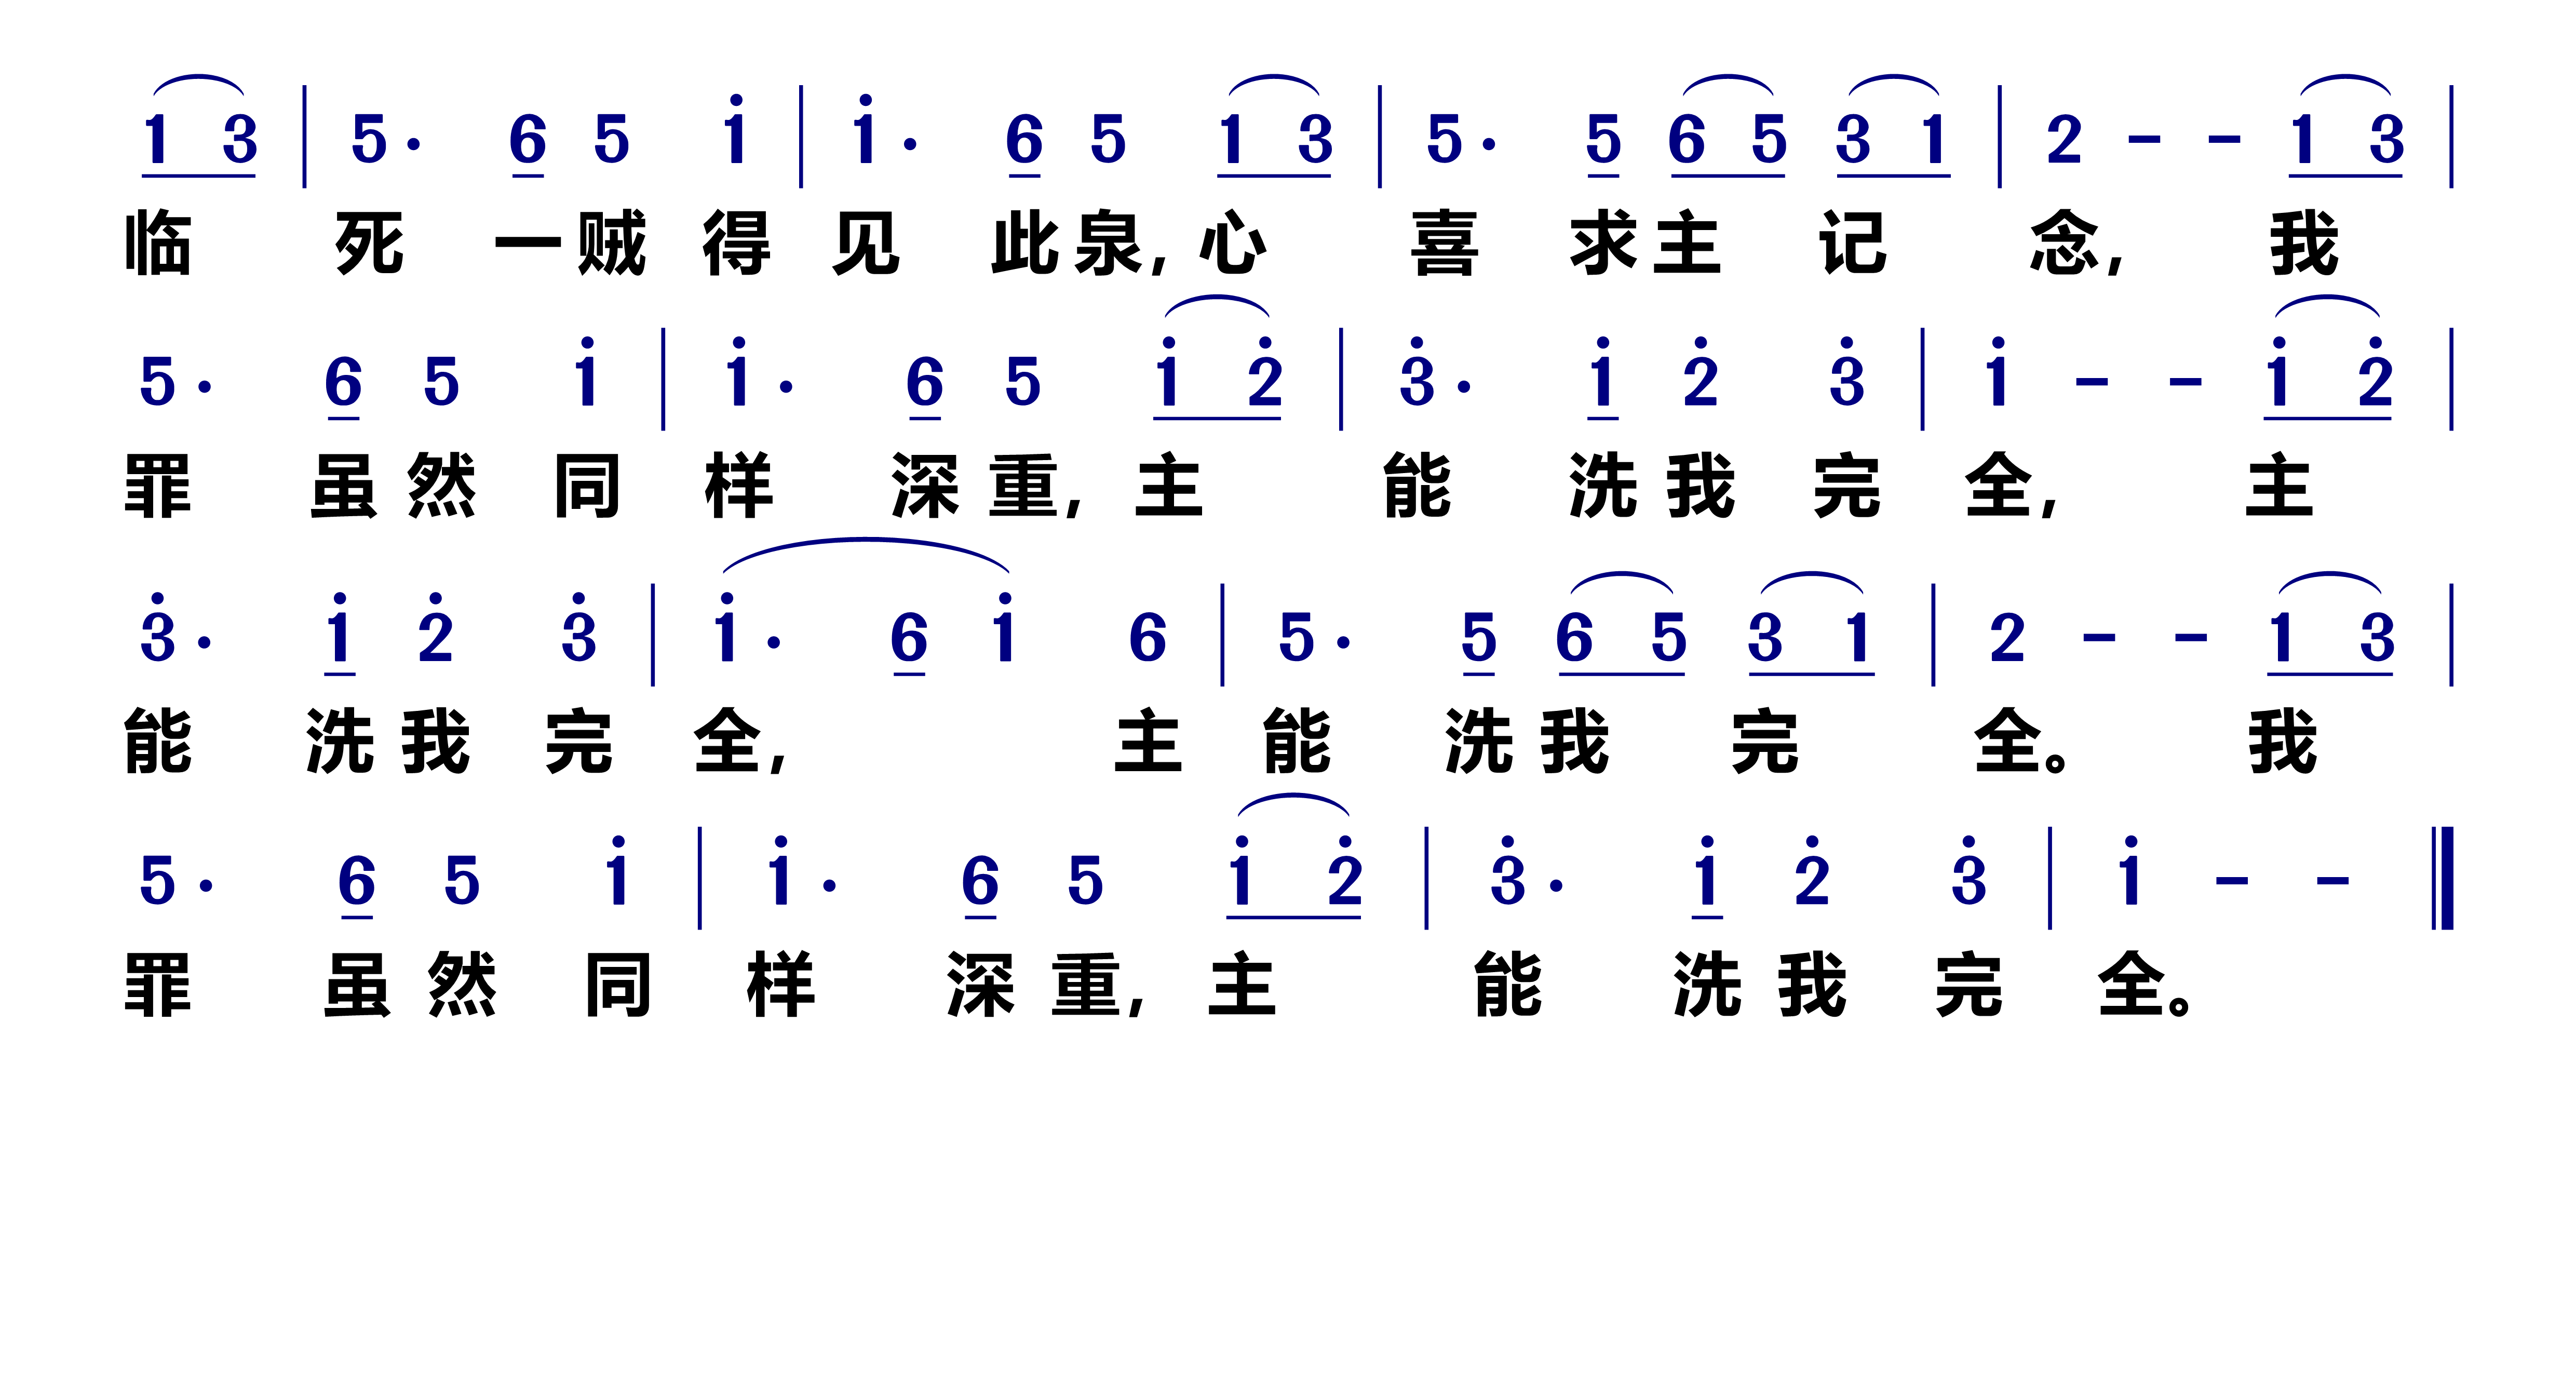 1 3 | 5· 6 5 1̇ | 1̇· 6 5 1 3 | 5· 5 6 5 3 1 | 2 - - 1 3 |
临 死 一贼 得 见 此泉, 心 喜 求主 记 念, 我
5· 6 5 1̇ | 1̇· 6 5 1̇ 2̇ | 3̇· 1̇ 2̇ 3̇ | 1̇ - - 1̇ 2̇ |
罪 虽然 同 样 深重, 主 能 洗我 完 全, 主
3̇· 1̇ 2̇ 3̇ | 1̇· 6 1̇ 6 | 5· 5 6 5 3 1 | 2 - - 1 3 |
能 洗我 完 全, 主 能 洗我 完 全。 我
5· 6 5 1̇ | 1̇· 6 5 1̇ 2̇ | 3̇· 1̇ 2̇ 3̇ | 1̇ - - ‖
罪 虽然 同 样 深重, 主 能 洗我 完 全。